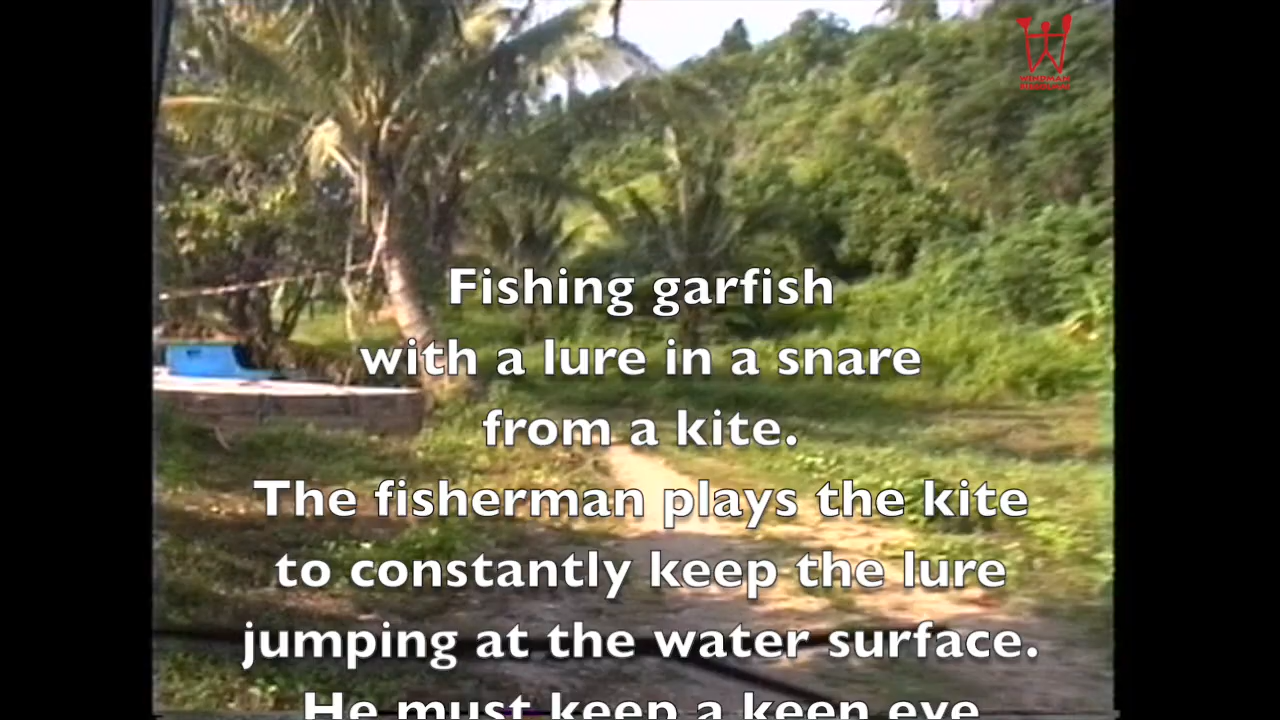 WINDMAN
Fishing garfish
with a lure in a snare
from a kite.
The fisherman plays the kite
to constantly keep the lure
jumping at the water surface.
He must keep a keen eye